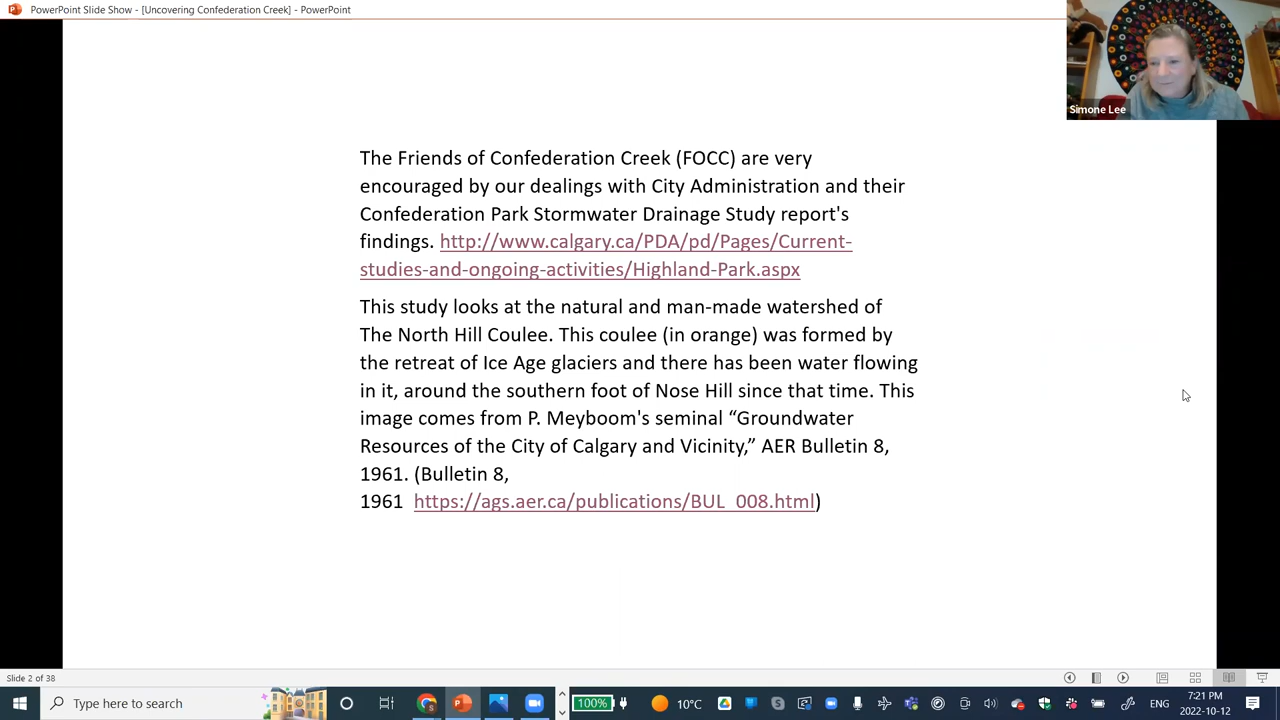 PowerPoint Slide Show - [Uncovering Confederation Creek] - PowerPoint
Simone Lee
The Friends of Confederation Creek (FOCC) are very
encouraged by our dealings with City Administration and their
Confederation Park Stormwater Drainage Study report's
findings. http://www.calgary.ca/PDA/pd/Pages/Current-
studies-and-ongoing-activities/Highland-Park.aspx
This study looks at the natural and man-made watershed of
The North Hill Coulee. This coulee (in orange) was formed by
the retreat of Ice Age glaciers and there has been water flowing
in it, around the southern foot of Nose Hill since that time. This
image comes from P. Meyboom's seminal “Groundwater
Resources of the City of Calgary and Vicinity,” AER Bulletin 8,
1961. (Bulletin 8,
1961 https://ags.aer.ca/publications/BUL_008.html)
Slide 2 of 38
Type here to search
100%
10°C
7:21 PM
2022-10-12